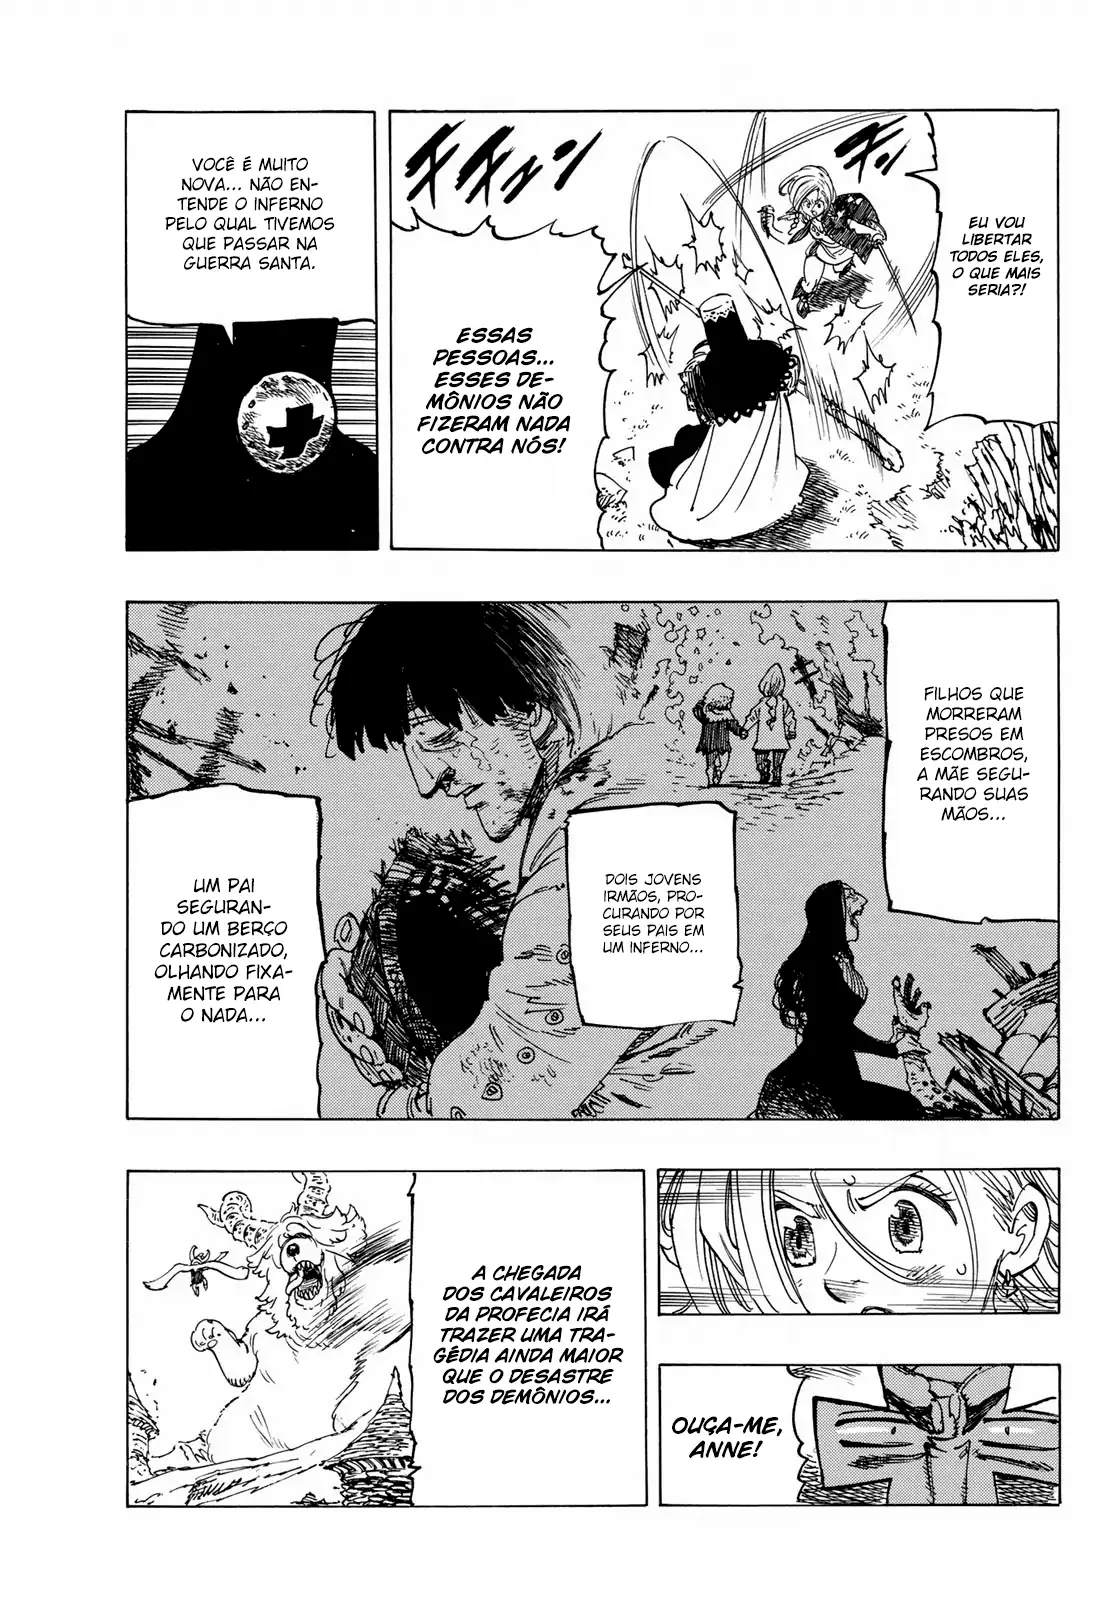 EU VOU
LIBERTAR
TODOS ÉLES,
O QUE MAIS
SERIA?!
ESSAS
PESSOAS...
ESSES DE-
MÔNIOS NÃO
FIZERAM NADA
CONTRA NÓS!
VOCÊ É MUITO
NOVA... NÃO EN-
TENDE O INFERNO
PELO QUAL TIVEMOS
QUE PASSAR NA
GUERRA SANTA.
FILHOS QUE
MORRERAM
PRESOS EM
ESCOMBROS,
A MÃE SEGU-
RANDO SUAS
MÃOS...
DOIS JOVENS
IRMÃOS, PRO-
CURANDO POR
SEUS PAIS EM
UM INFERNO...
UM PAI
SEGURAN-
DO UM BERÇO
CARBONIZADO,
OLHANDO FIXA-
MENTE PARA
O NADA...
OUÇA-ME,
ANNE!
A CHEGADA
DOS CAVALEIROS
DA PROFECIA IRÁ
TRAZER UMA TRA-
GÉDIA AINDA MAIOR
QUE O DESASTRE
DOS DEMÔNIOS...